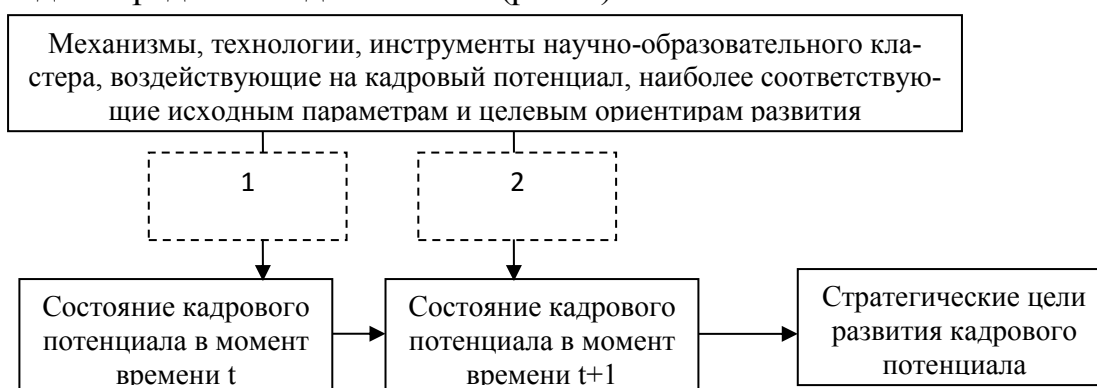 Механизмы, технологии, инструменты научно-образовательного кла-
стера, воздействующие на кадровый потенциал, наиболее соответствую-
щие исходным параметрам и целевым ориентирам развития
1
2
Состояние кадрового
потенциала в момент
времени t
Состояние кадрового
потенциала в момент
времени t+1
Стратегические цели
развития кадрового
потенциала